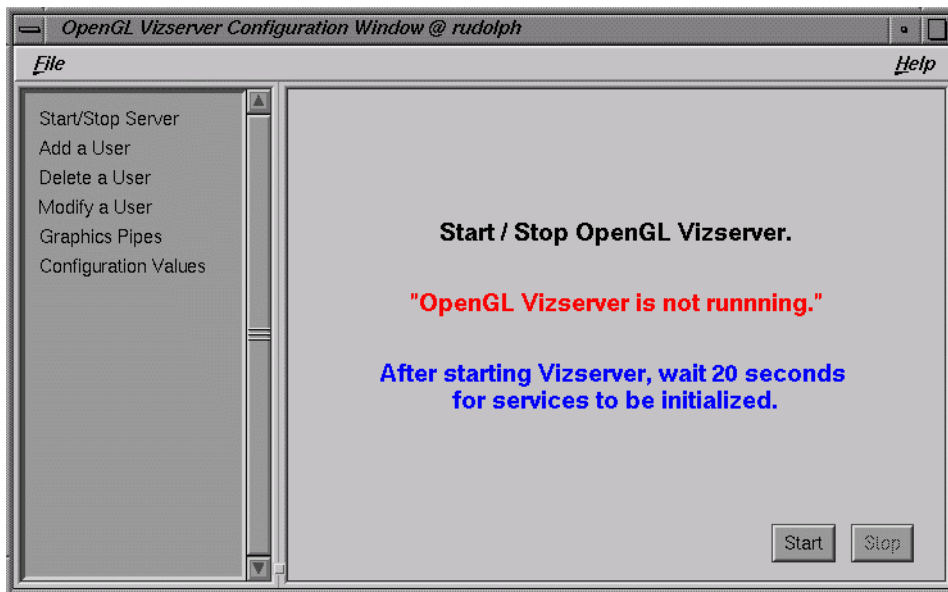 OpenGL Vizserver Configuration Window @ rudolph
File Help
Start/Stop Server
Add a User
Delete a User
Modify a User
Graphics Pipes
Configuration Values
Start / Stop OpenGL Vizserver.
"OpenGL Vizserver is not runnning."
After starting Vizserver, wait 20 seconds
for services to be initialized.
Start Stop